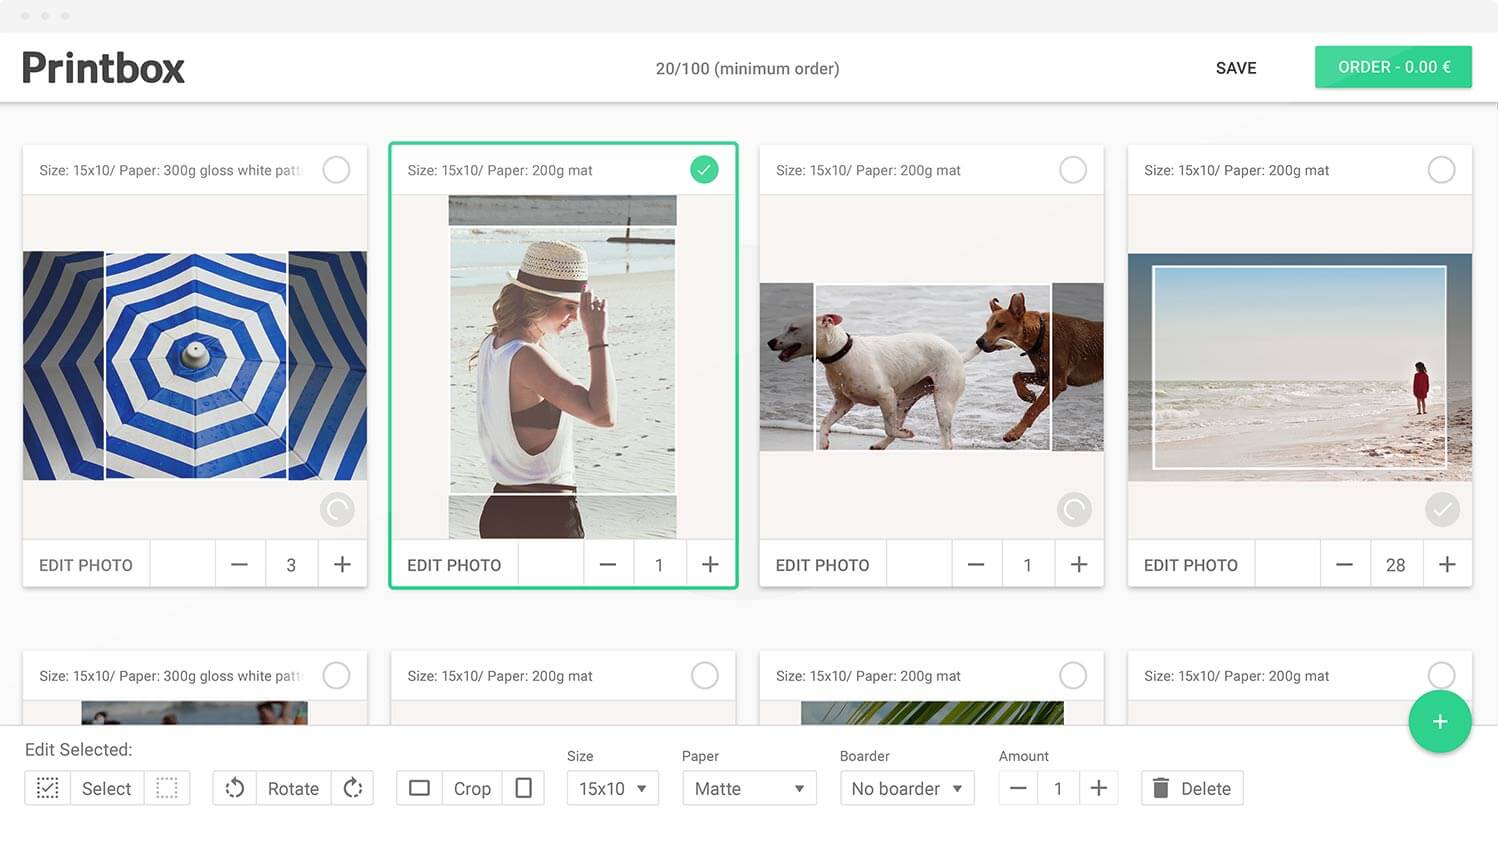 Printbox
20/100 (minimum order)
SAVE
ORDER - 0.00 €
Size: 15x10/ Paper: 300g gloss white patt
Size: 15x10/ Paper: 200g mat
Size: 15x10/ Paper: 200g mat
Size: 15x10/ Paper: 200g mat
EDIT PHOTO
3
EDIT PHOTO
1
EDIT PHOTO
1
EDIT PHOTO
28
Size: 15x10/ Paper: 300g gloss white patt
Size: 15x10/ Paper: 200g mat
Size: 15x10/ Paper: 200g mat
Size: 15x10/ Paper: 200g mat
Edit Selected:
Size
Paper
Boarder
Amount
Select
Rotate
Crop
15x10
Matte
No boarder
1
Delete